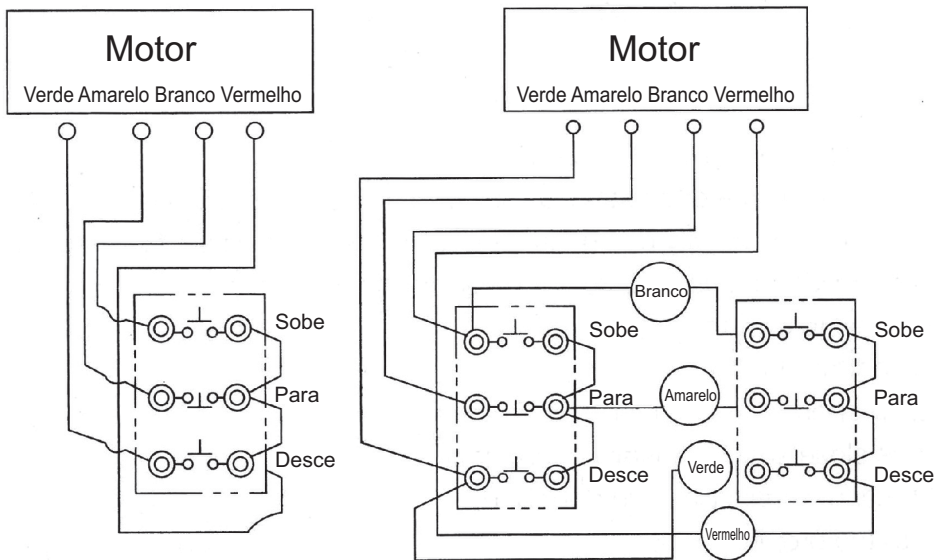 Motor
Verde Amarelo Branco Vermelho
Sobe
Para
Desce
Motor
Verde Amarelo Branco Vermelho
Branco
Sobe
Sobe
Para
Amarelo
Para
Verde
Desce
Desce
Vermelho